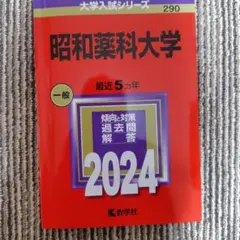 大学入試シリーズ
290
昭和薬科大学
最近5カ年
一般
傾向と対策
過去問
解答
2024
教学社